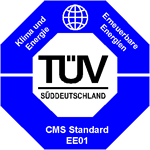 Klima und
Energie
Erneuerbare
Energien
TÜV
SÜDDEUTSCHLAND
CMS Standard
EE01